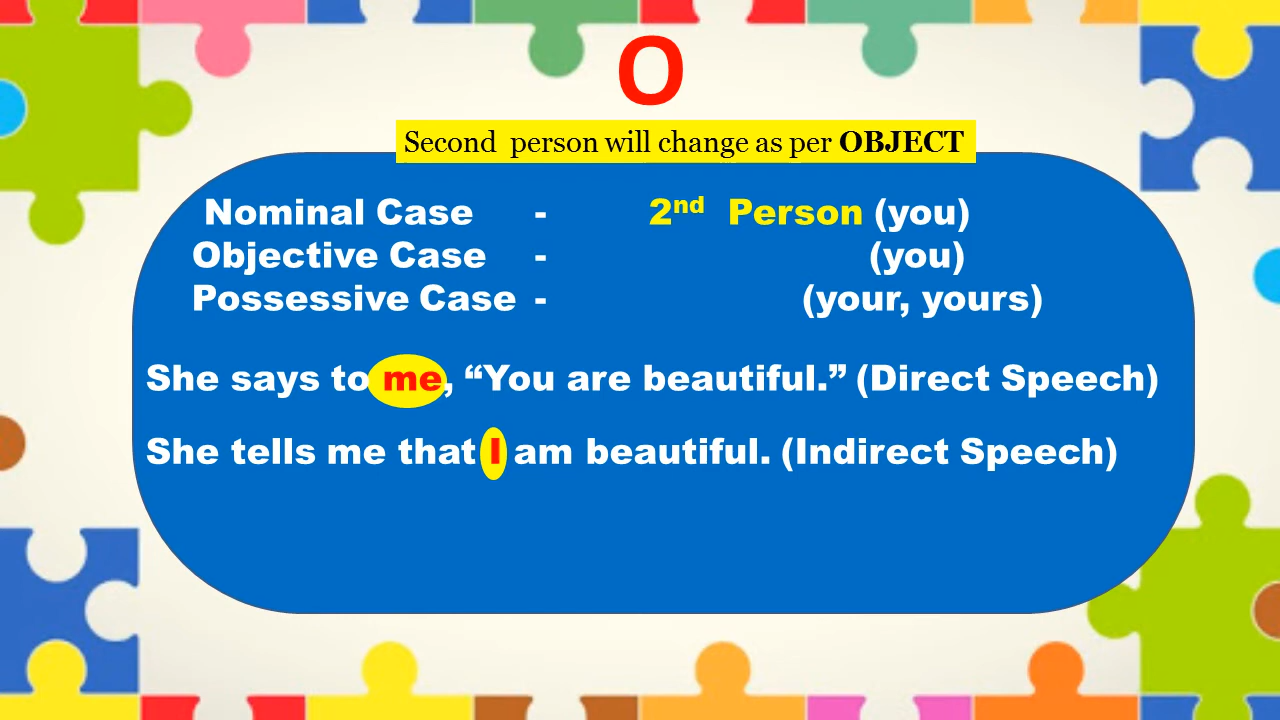 O
Second person will change as per OBJECT
Nominal Case - 2nd Person (you)
Objective Case - (you)
Possessive Case - (your, yours)
She says to me, “You are beautiful.” (Direct Speech)
She tells me that I am beautiful. (Indirect Speech)